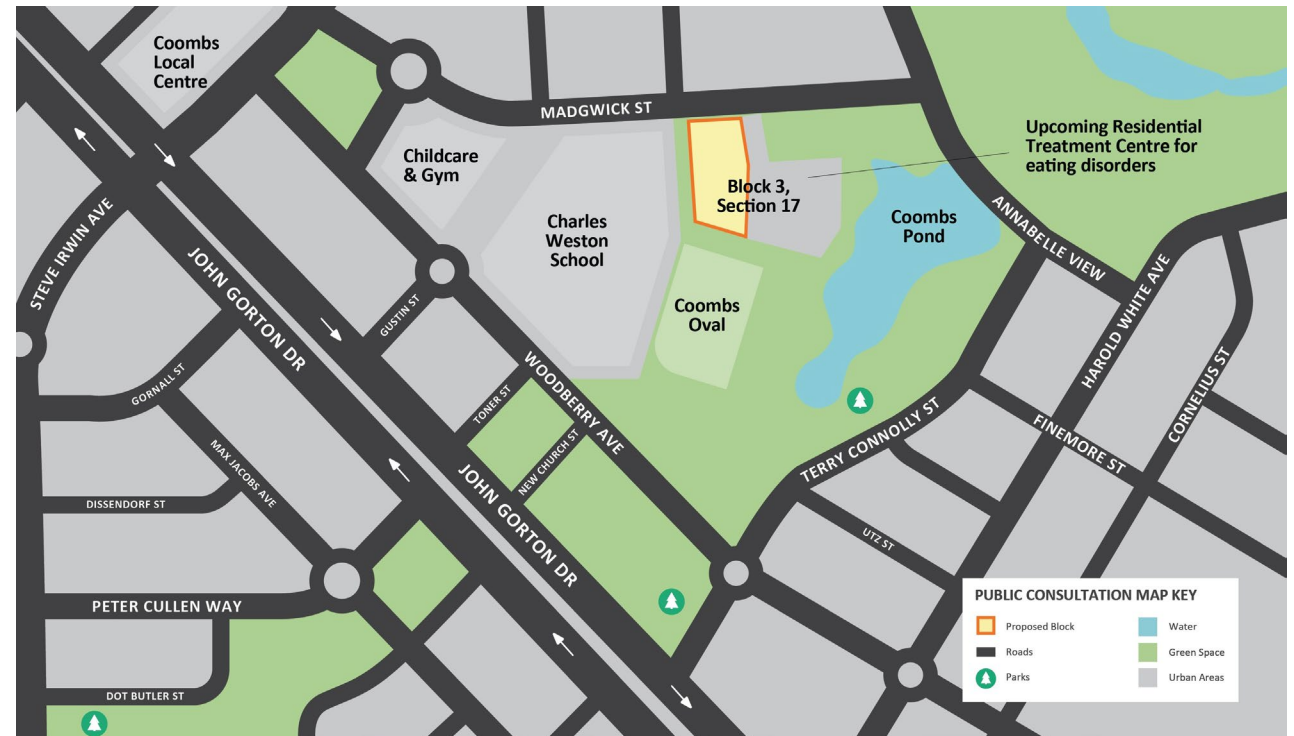 Coombs
Local
Centre
MADGWICK ST
Childcare
& Gym
Charles
Weston
School
Block 3,
Section 17
Upcoming Residential
Treatment Centre for
eating disorders
Coombs
Pond
Coombs
Oval
ANNABELLE VIEW
HAROLD WHITE AVE
CORNELIUS ST
FINEMORE ST
TERRY CONNOLLY ST
UTZ ST
STEVE IRWIN AVE
JOHN GORTON DR
GUSTIN ST
WOODBERRY AVE
TONER ST
NEW CHURCH ST
JOHN GORTON DR
GORNALL ST
MAX JACOBS AVE
DISSENDORF ST
PETER CULLEN WAY
DOT BUTLER ST
PUBLIC CONSULTATION MAP KEY
Proposed Block
Water
Roads
Green Space
Parks
Urban Areas